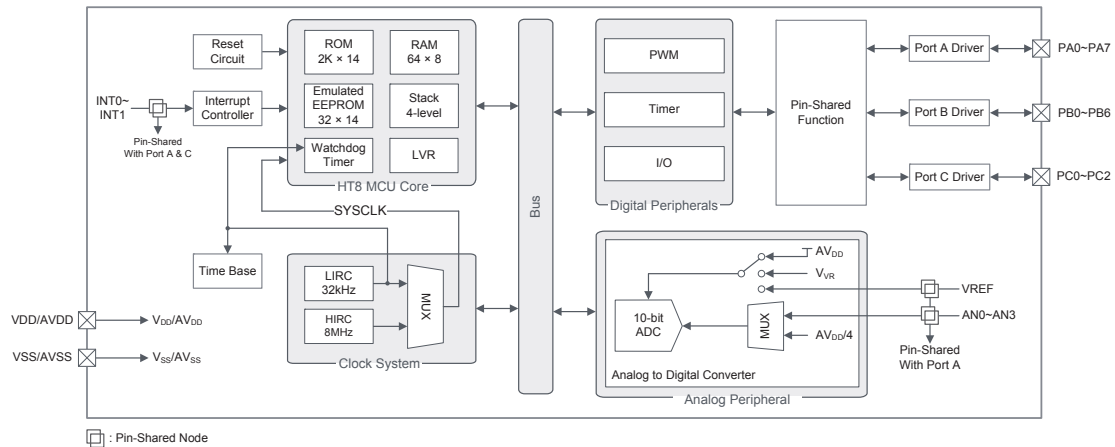 Reset
Circuit
INT0~
INT1
Interrupt
Controller
Pin-Shared
With Port A & C
ROM
2K × 14
RAM
64 × 8
Emulated
EEPROM
32 × 14
Stack
4-level
Watchdog
Timer
LVR
HT8 MCU Core
SYSCLK
Time Base
LIRC
32kHz
HIRC
8MHz
MUX
Clock System
VDD/AVDD
VDD/AVDD
VSS/AVSS
VSS/AVSS
Bus
PWM
Timer
I/O
Digital Peripherals
Pin-Shared
Function
Port A Driver
PA0~PA7
Port B Driver
PB0~PB6
Port C Driver
PC0~PC2
AVDD
VVR
VREF
10-bit
ADC
MUX
AN0~AN3
AVDD/4
Pin-Shared
With Port A
Analog to Digital Converter
Analog Peripheral
: Pin-Shared Node